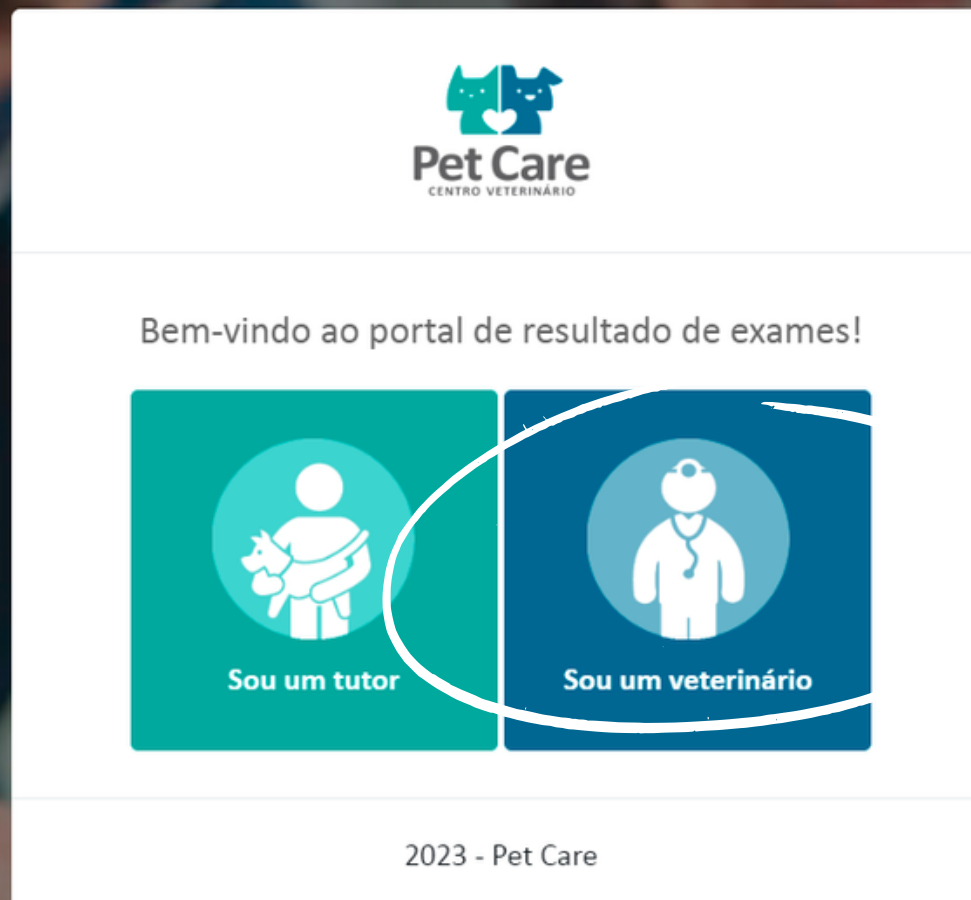 Pet Care
CENTRO VETERINÁRIO
Bem-vindo ao portal de resultado de exames!
Sou um tutor
Sou um veterinário
2023 - Pet Care